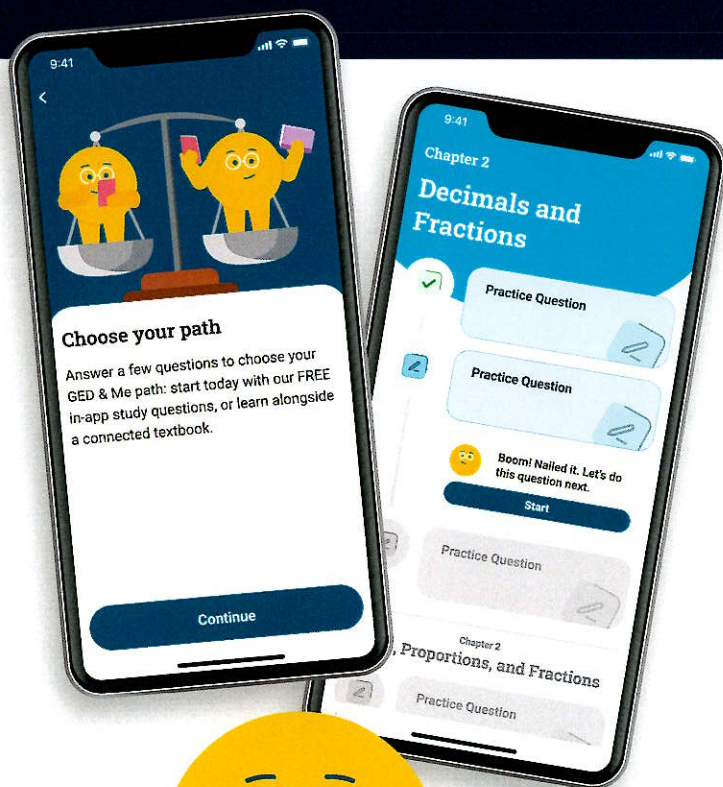 9:41
Choose your path
Answer a few questions to choose your
GED & Me path: start today with our FREE
in-app study questions, or learn alongside
a connected textbook.
Continue
9:41
Chapter 2
Decimals and
Fractions
Practice Question
Practice Question
Boom! Nailed it. Let's do
this question next.
Start
Practice Question
Chapter 2
, Proportions, and Fractions
Practice Question